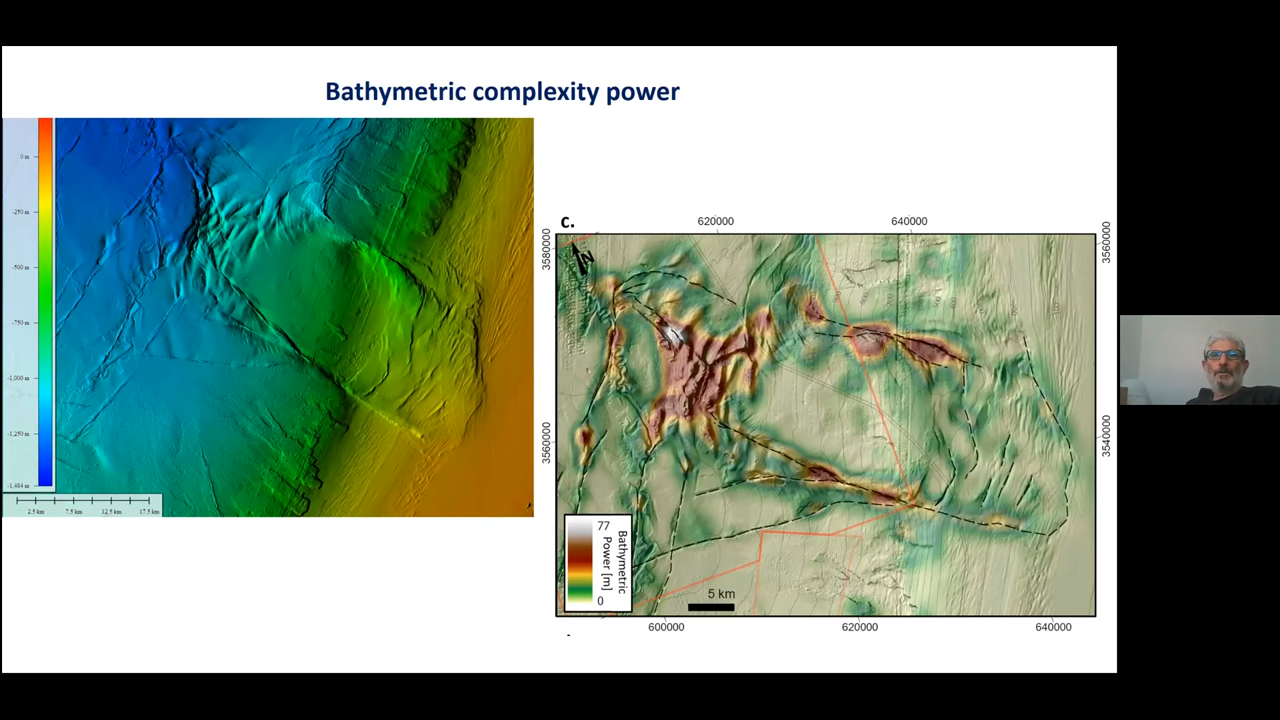 Bathymetric complexity power
0 m
-250 m
-500 m
-750 m
-1,000 m
-1,250 m
-1,484 m
2.5 km 7.5 km 12.5 km 17.5 km
c.
620000 640000
3580000
3560000
3560000
3540000
N
77
0
Bathymetric
Power [m]
5 km
600000 620000 640000